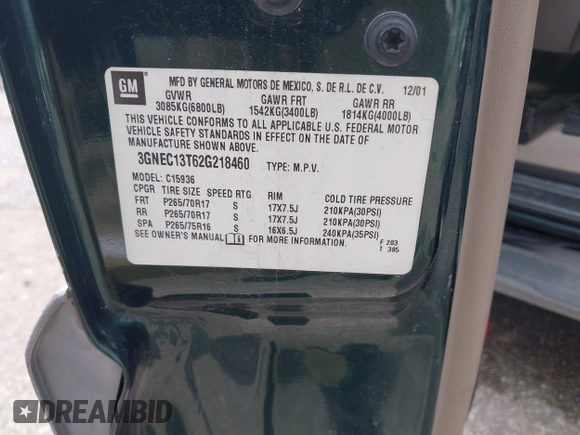 GM
MFD BY GENERAL MOTORS DE MEXICO, S. DE R.L. DE C.V. 12/01
GVWR GAWR FRT GAWR RR
3085KG(6800LB) 1542KG(3400LB) 1814KG(4000LB)
THIS VEHICLE CONFORMS TO ALL APPLICABLE U.S. FEDERAL MOTOR
VEHICLE SAFETY STANDARDS IN EFFECT ON THE DATE OF
MANUFACTURE SHOWN ABOVE.
3GNEC13T62G218460 TYPE: M.P.V.
MODEL: C15936
CPGR TIRE SIZE SPEED RTG RIM COLD TIRE PRESSURE
FRT P265/70R17 S 17X7.5J 210KPA(30PSI)
RR P265/70R17 S 17X7.5J 210KPA(30PSI)
SPA P265/75R16 S 16X6.5J 240KPA(35PSI)
SEE OWNER'S MANUAL FOR MORE INFORMATION. F 203
T 385
DREAMBID